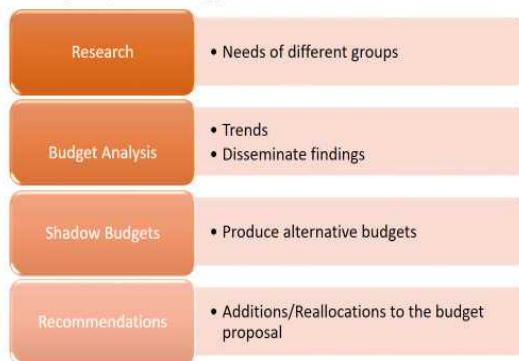 Research
• Needs of different groups
Budget Analysis
• Trends
• Disseminate findings
Shadow Budgets
• Produce alternative budgets
Recommendations
• Additions/Reallocations to the budget
proposal